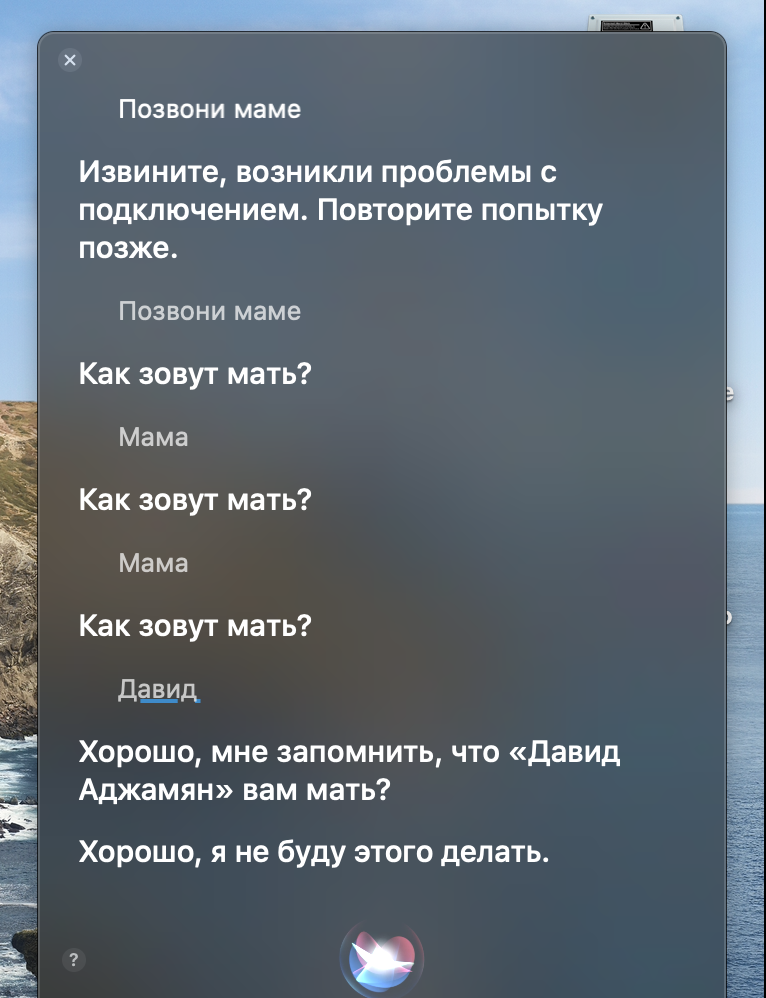 Позвони маме
Извините, возникли проблемы с
подключением. Повторите попытку
позже.
Позвони маме
Как зовут мать?
Мама
Как зовут мать?
Мама
Как зовут мать?
Давид
Хорошо, мне запомнить, что «Давид
Аджамян» вам мать?
Хорошо, я не буду этого делать.
?